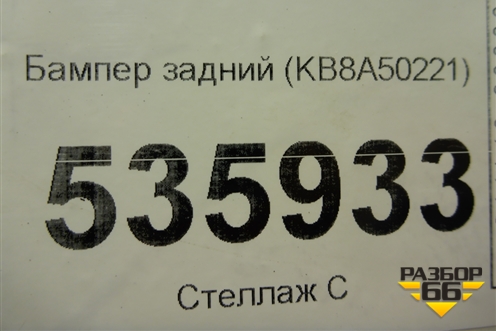 Бампер задний (KB8A50221)
535933
Стеллаж С
РАЗБОР
66